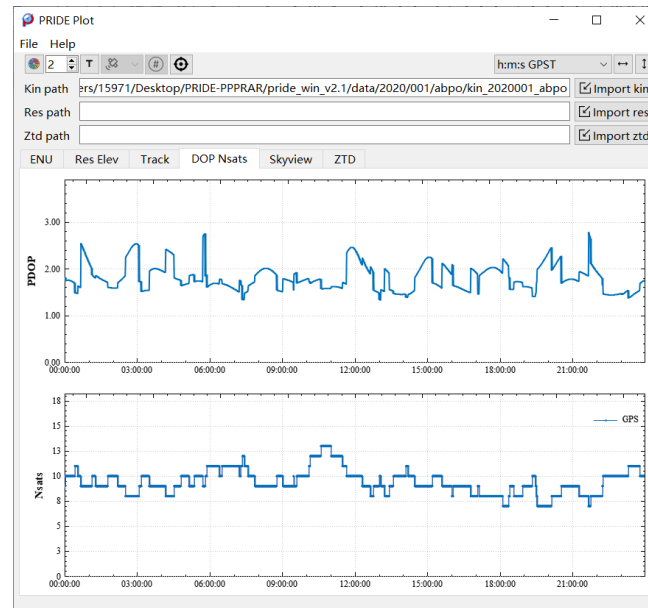 PRIDE Plot
File Help
2 T # h:m:s GPST
Kin path ers/15971/Desktop/PRIDE-PPPRAR/pride_win_v2.1/data/2020/001/abpo/kin_2020001_abpo Import kin
Res path Import res
Ztd path Import ztd
ENU Res Elev Track DOP Nsats Skyview ZTD
3.00
2.00
1.00
0.00
PDOP
00:00:00 03:00:00 06:00:00 09:00:00 12:00:00 15:00:00 18:00:00 21:00:00
18
15
13
10
8
5
3
0
Nsats
GPS
00:00:00 03:00:00 06:00:00 09:00:00 12:00:00 15:00:00 18:00:00 21:00:00